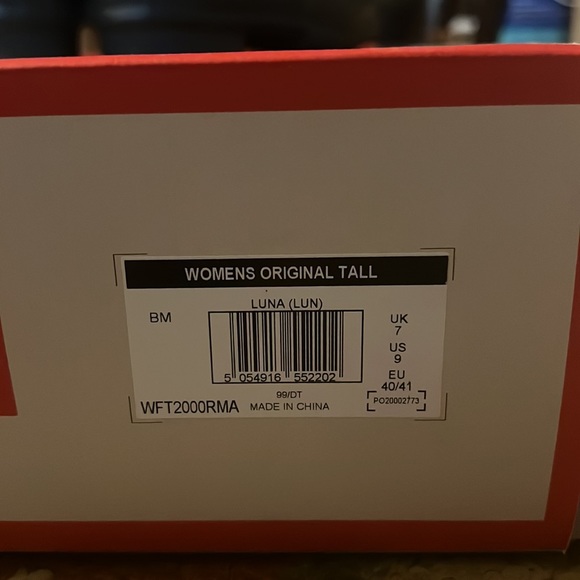 WOMENS ORIGINAL TALL
LUNA (LUN)
BM
5 054916 552202
UK
7
US
9
EU
40/41
99/DT
WFT2000RMA MADE IN CHINA
PO20002773